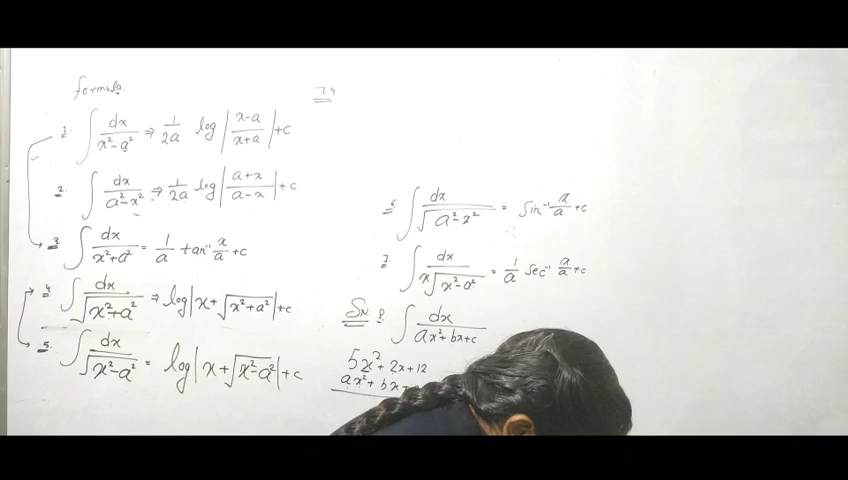 formula.
7.4
1. ∫ dx/(x²-a²) ⇒ 1/2a log |(x-a)/(x+a)| +c
2. ∫ dx/(a²-x²) ⇒ 1/2a log |(a+x)/(a-x)| +c
3. ∫ dx/(x²+a²) = 1/a tan⁻¹ x/a +c
4. ∫ dx/√(x²+a²) ⇒ log |x+√(x²+a²)| +c
5. ∫ dx/√(x²-a²) = log |x+√(x²-a²)| +c
6. ∫ dx/√(a²-x²) = Sin⁻¹ x/a +c
7. ∫ dx/(x√(x²-a²)) = 1/a Sec⁻¹ x/a +c
∫ dx/(ax²+bx+c)
5x²+2x+12
ax²+bx+